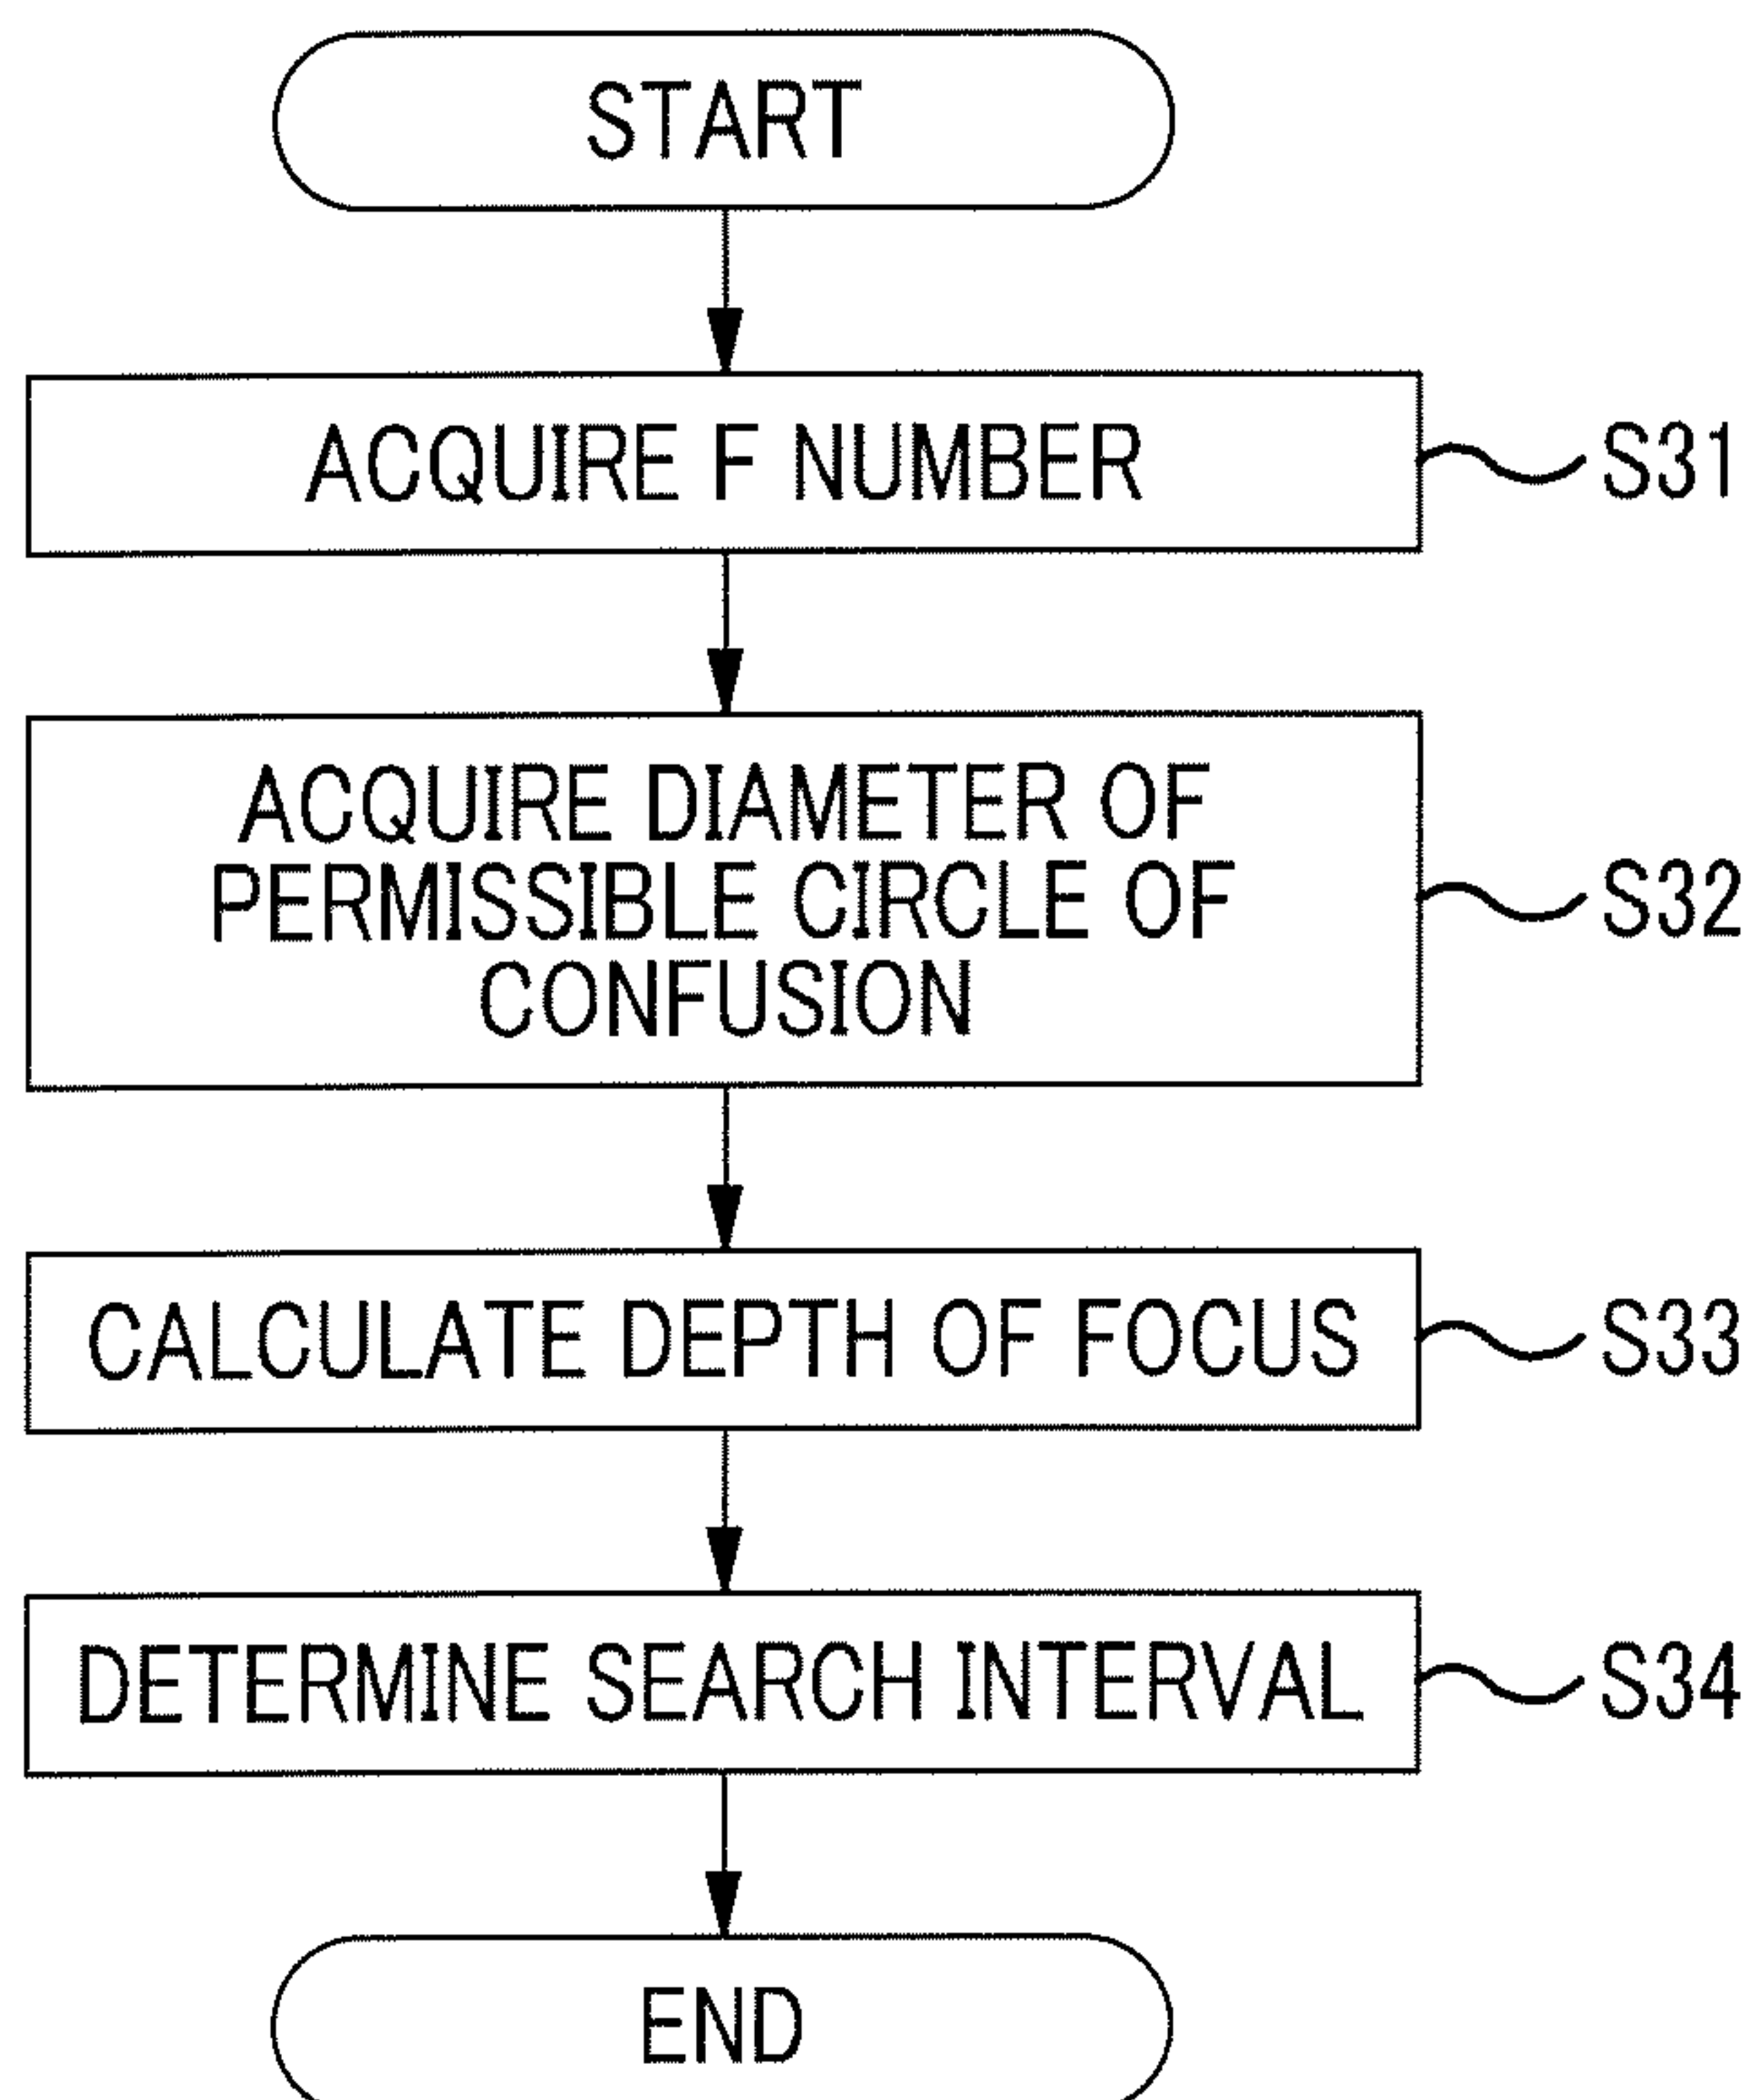 START
ACQUIRE F NUMBER
S31
ACQUIRE DIAMETER OF
PERMISSIBLE CIRCLE OF
CONFUSION
S32
CALCULATE DEPTH OF FOCUS
S33
DETERMINE SEARCH INTERVAL
S34
END